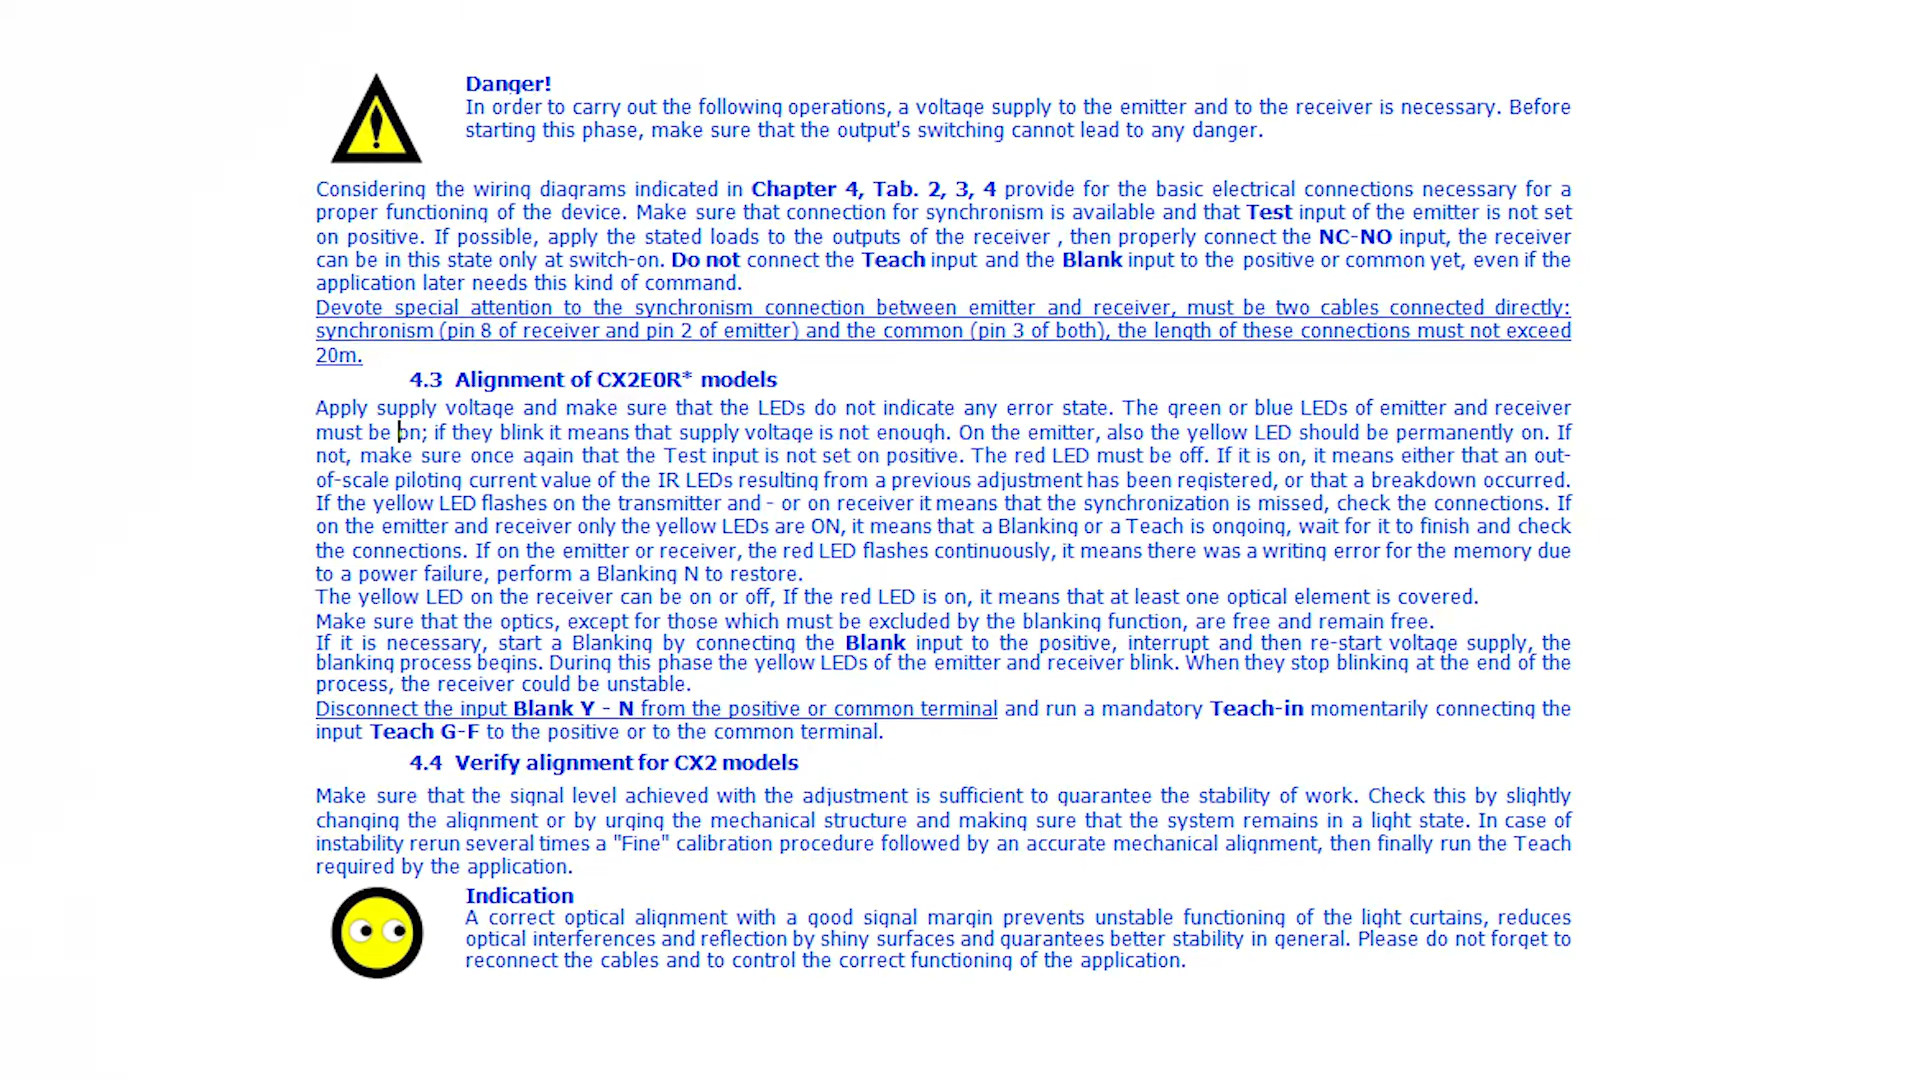 Danger!
In order to carry out the following operations, a voltage supply to the emitter and to the receiver is necessary. Before
starting this phase, make sure that the output's switching cannot lead to any danger.
Considering the wiring diagrams indicated in Chapter 4, Tab. 2, 3, 4 provide for the basic electrical connections necessary for a
proper functioning of the device. Make sure that connection for synchronism is available and that Test input of the emitter is not set
on positive. If possible, apply the stated loads to the outputs of the receiver , then properly connect the NC-NO input, the receiver
can be in this state only at switch-on. Do not connect the Teach input and the Blank input to the positive or common yet, even if the
application later needs this kind of command.
Devote special attention to the synchronism connection between emitter and receiver, must be two cables connected directly:
synchronism (pin 8 of receiver and pin 2 of emitter) and the common (pin 3 of both), the length of these connections must not exceed
20m.
4.3 Alignment of CX2E0R* models
Apply supply voltage and make sure that the LEDs do not indicate any error state. The green or blue LEDs of emitter and receiver
must be on; if they blink it means that supply voltage is not enough. On the emitter, also the yellow LED should be permanently on. If
not, make sure once again that the Test input is not set on positive. The red LED must be off. If it is on, it means either that an out-
of-scale piloting current value of the IR LEDs resulting from a previous adjustment has been registered, or that a breakdown occurred.
If the yellow LED flashes on the transmitter and - or on receiver it means that the synchronization is missed, check the connections. If
on the emitter and receiver only the yellow LEDs are ON, it means that a Blanking or a Teach is ongoing, wait for it to finish and check
the connections. If on the emitter or receiver, the red LED flashes continuously, it means there was a writing error for the memory due
to a power failure, perform a Blanking N to restore.
The yellow LED on the receiver can be on or off, If the red LED is on, it means that at least one optical element is covered.
Make sure that the optics, except for those which must be excluded by the blanking function, are free and remain free.
If it is necessary, start a Blanking by connecting the Blank input to the positive, interrupt and then re-start voltage supply, the
blanking process begins. During this phase the yellow LEDs of the emitter and receiver blink. When they stop blinking at the end of the
process, the receiver could be unstable.
Disconnect the input Blank Y - N from the positive or common terminal and run a mandatory Teach-in momentarily connecting the
input Teach G-F to the positive or to the common terminal.
4.4 Verify alignment for CX2 models
Make sure that the signal level achieved with the adjustment is sufficient to guarantee the stability of work. Check this by slightly
changing the alignment or by urging the mechanical structure and making sure that the system remains in a light state. In case of
instability rerun several times a "Fine" calibration procedure followed by an accurate mechanical alignment, then finally run the Teach
required by the application.
Indication
A correct optical alignment with a good signal margin prevents unstable functioning of the light curtains, reduces
optical interferences and reflection by shiny surfaces and guarantees better stability in general. Please do not forget to
reconnect the cables and to control the correct functioning of the application.